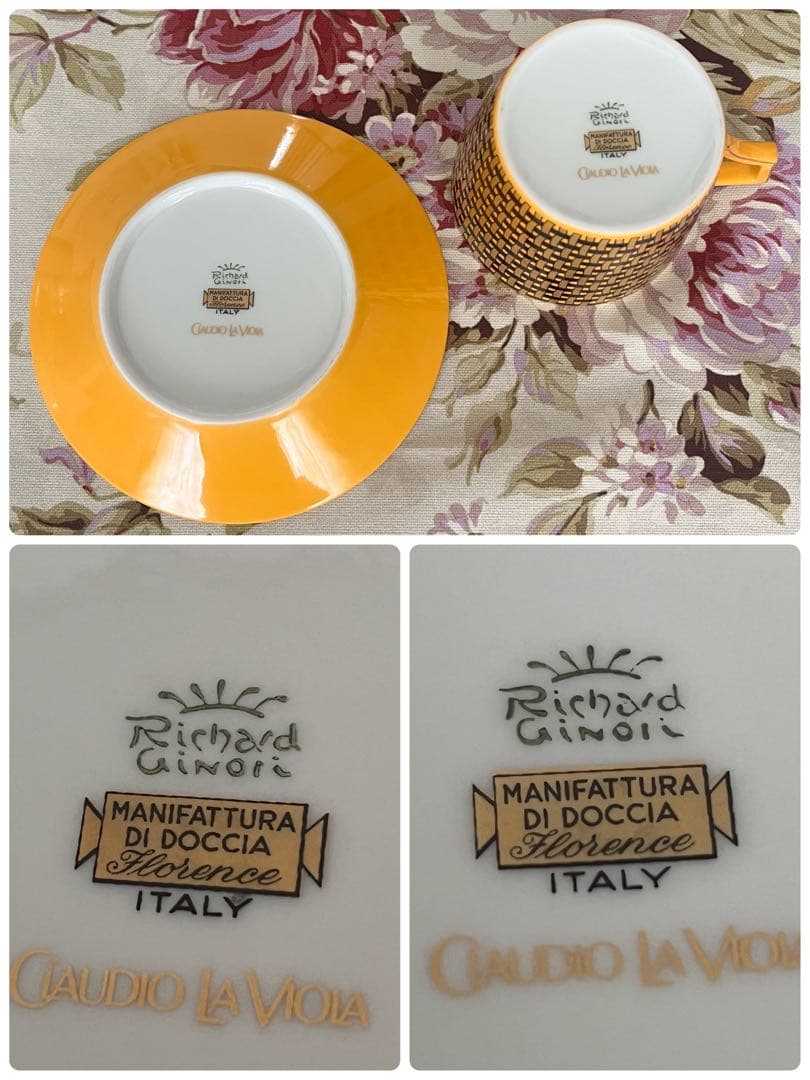 Richard
Ginori
MANIFATTURA
DI DOCCIA
Florence
ITALY
CLAUDIO LA VIOLA
Richard
Ginori
MANIFATTURA
DI DOCCIA
Florence
ITALY
CLAUDIO LA VIOLA
Richard
Ginori
MANIFATTURA
DI DOCCIA
Florence
ITALY
CLAUDIO LA VIOLA
Richard
Ginori
MANIFATTURA
DI DOCCIA
Florence
ITALY
CLAUDIO LA VIOLA